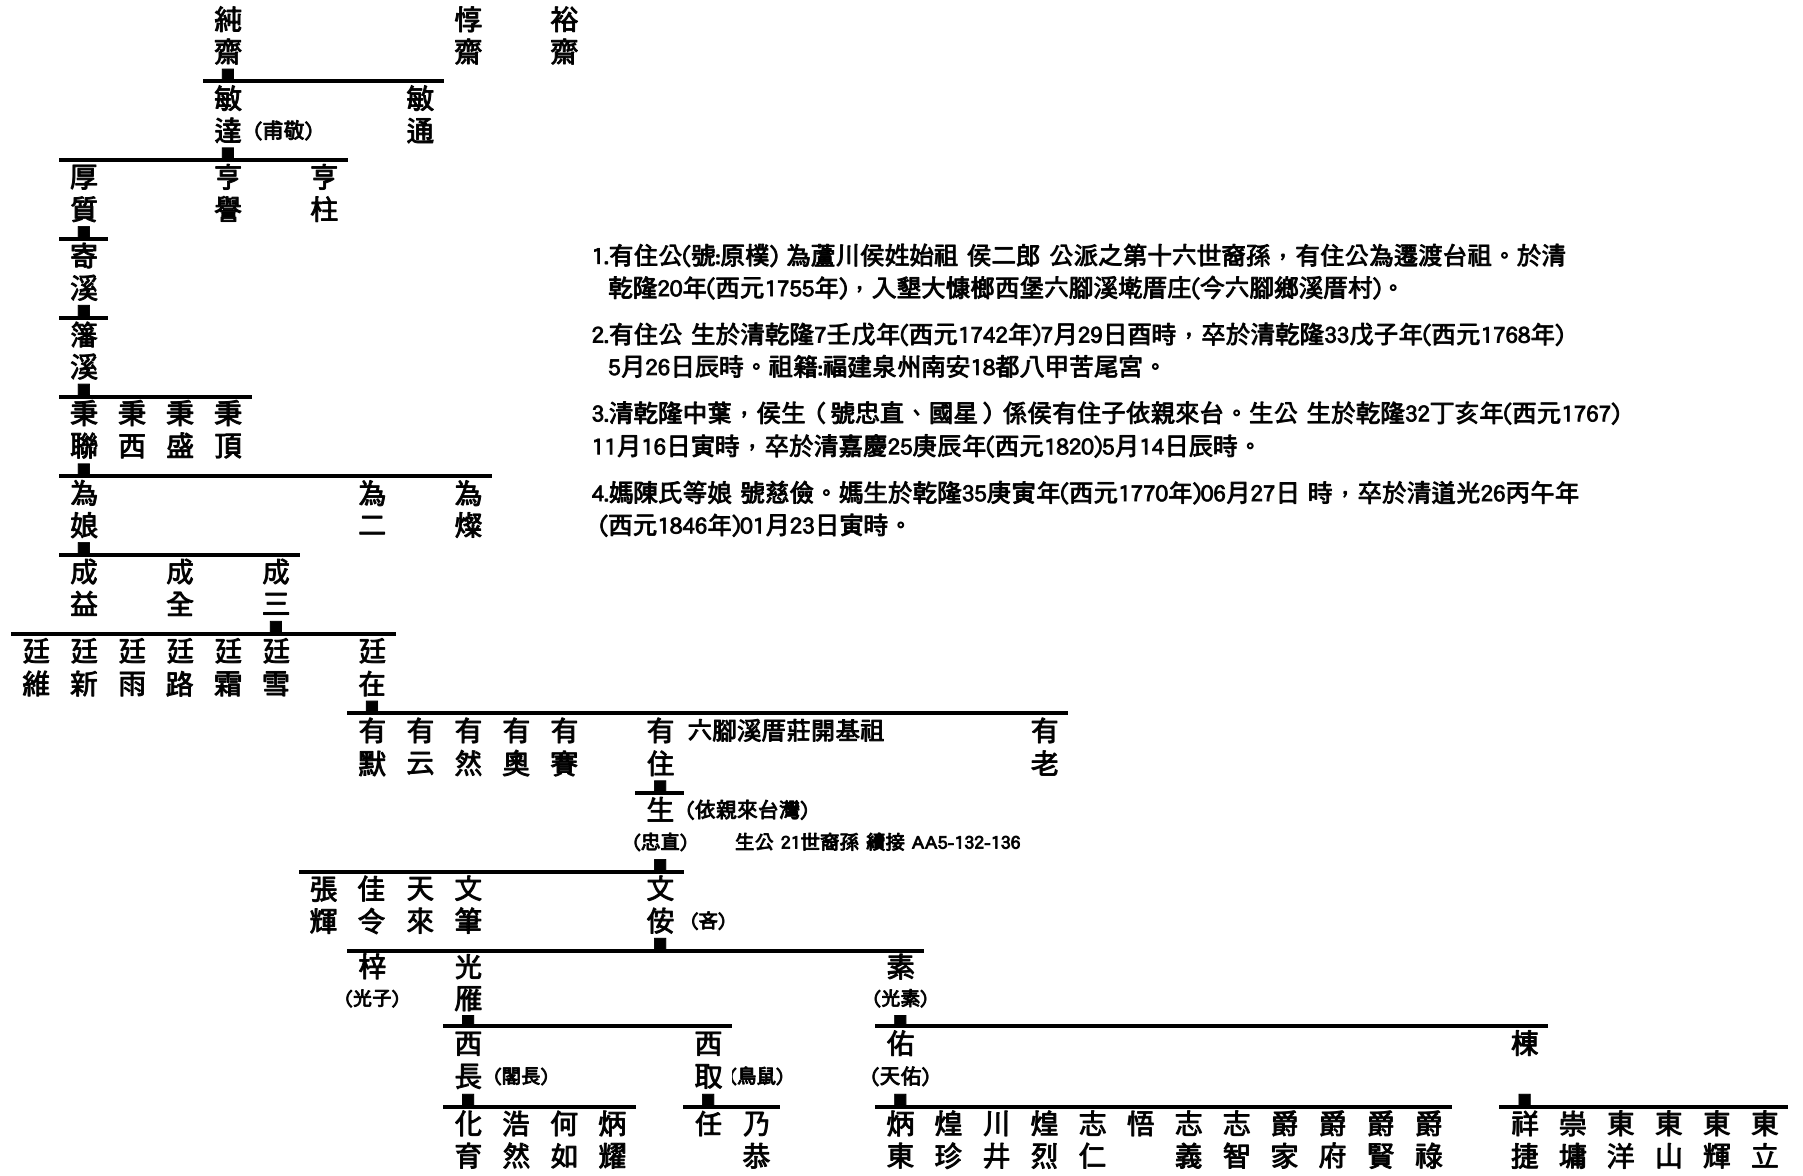 純齋 惇齋 裕齋
敏達 (甫敬) 敏通
厚質 亨譽 亨柱
寄溪
籓溪
秉聯 秉西 秉盛 秉頂
為娘 為二 為燦
成益 成全 成三
廷維 廷新 廷雨 廷路 廷霜 廷雪 廷在
1.有住公(號:原樸) 為蘆川侯姓始祖 侯二郎 公派之第十六世裔孫，有住公為遷渡台祖。於清
乾隆20年(西元1755年)，入墾大慷榔西堡六腳溪墘厝庄(今六腳鄉溪厝村)。
2.有住公 生於清乾隆7壬戊年(西元1742年)7月29日酉時，卒於清乾隆33戊子年(西元1768年)
5月26日辰時。祖籍:福建泉州南安18都八甲苦尾宮。
3.清乾隆中葉，侯生（號忠直、國星）係侯有住子依親來台。生公 生於乾隆32丁亥年(西元1767)
11月16日寅時，卒於清嘉慶25庚辰年(西元1820)5月14日辰時。
4.媽陳氏等娘 號慈儉。媽生於乾隆35庚寅年(西元1770年)06月27日 時，卒於清道光26丙午年
(西元1846年)01月23日寅時。
有默 有云 有然 有奧 有賽 有住 六腳溪厝莊開基祖 有老
生 (依親來台灣)
(忠直) 生公 21世裔孫 續接 AA5-132-136
張輝 佳令 天來 文筆 文侒 (吝)
梓 (光子) 光雁 素 (光素)
西長 (閣長) 西取 (鳥鼠) 佑 (天佑) 棟
化育 浩然 何如 炳耀 任 乃恭 炳東 煌珍 川井 煌烈 志仁 悟 志義 志智 爵家 爵府 爵賢 爵祿 祥捷 崇墉 東洋 東山 東輝 東立